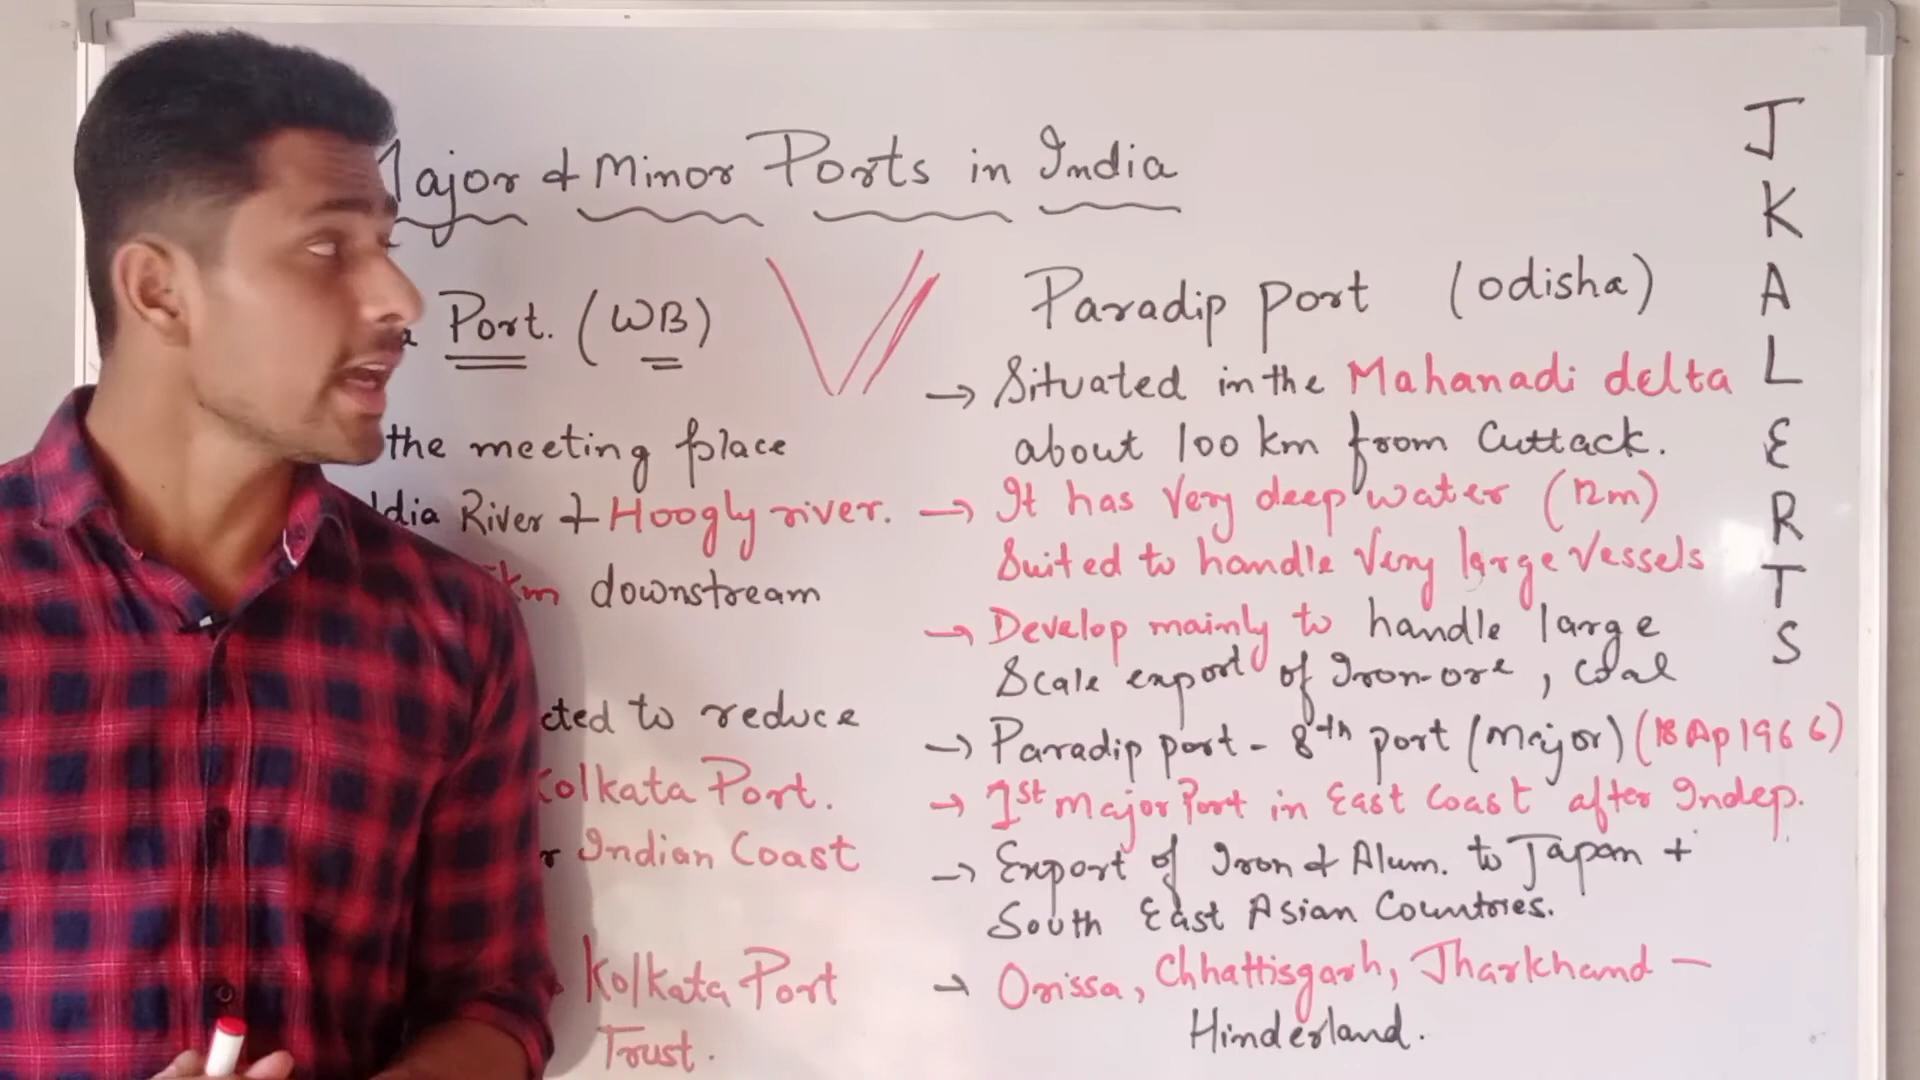 Major & Minor Ports in India
Port. (WB)
the meeting place
River & Hoogly river.
km downstream
to reduce
Kolkata Port.
Indian Coast
Kolkata Port
Trust.
Paradip port (odisha)
→ Situated in the Mahanadi delta
about 100 km from Cuttack.
→ It has Very deep water (12m)
Suited to handle Very large Vessels
→ Develop mainly to handle large
Scale export of Iron-ore, Coal
→ Paradip port - 8th port (Major) (18 Ap 1966)
→ 1st Major Port in East Coast after Indep.
→ Export of Iron & Alum. to Japan +
South East Asian Countries.
→ Orissa, Chhattisgarh, Jharkhand -
Hinderland.
J
K
A
L
E
R
T
S